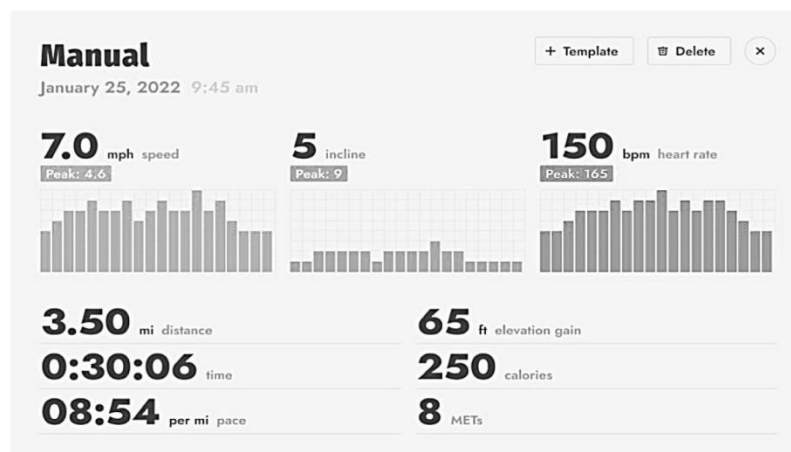 Manual
+ Template
Delete
×
January 25, 2022 9:45 am
7.0 mph speed
Peak: 4.6
5 incline
Peak: 9
150 bpm heart rate
Peak: 165
3.50 mi distance
65 ft elevation gain
0:30:06 time
250 calories
08:54 per mi pace
8 METs